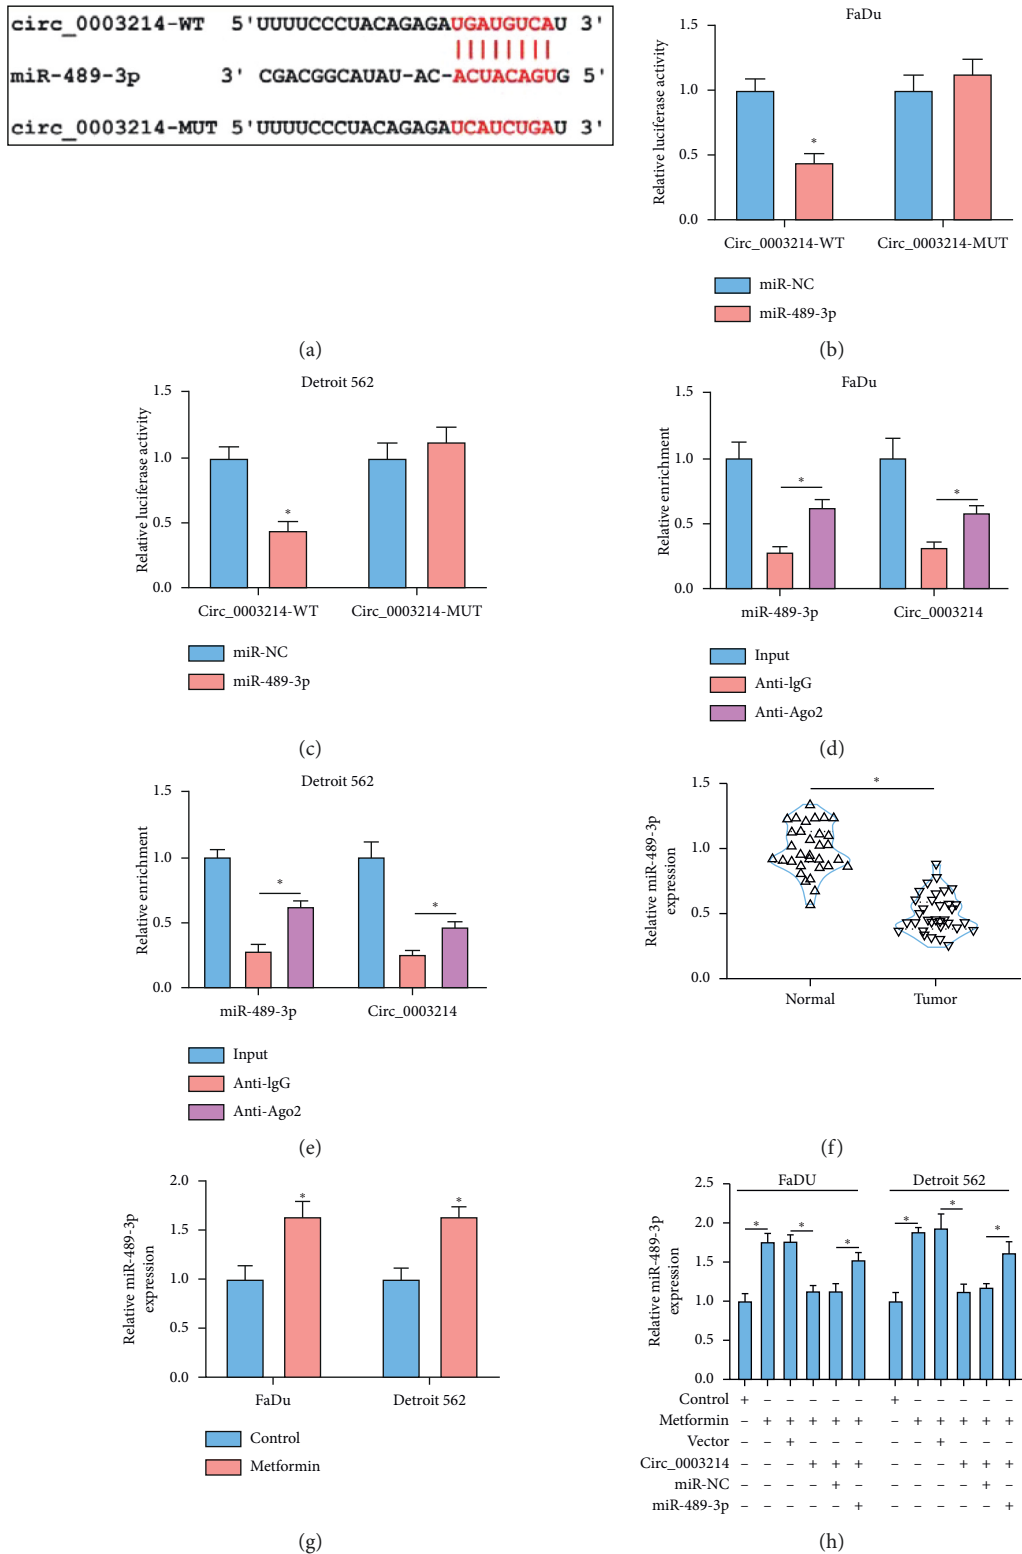 circ_0003214-WT 5'UUUUCCCUACAGAGAUGAUGUCAU 3'
miR-489-3p 3' CGACGGCAUAU-AC-ACUACAGUG 5'
circ_0003214-MUT 5'UUUUCCCUACAGAGAUCAUCUGAU 3'
(a)
FaDu
Relative luciferase activity
1.5
1.0
0.5
0.0
*
Circ_0003214-WT
Circ_0003214-MUT
miR-NC
miR-489-3p
(b)
Detroit 562
Relative luciferase activity
1.5
1.0
0.5
0.0
*
Circ_0003214-WT
Circ_0003214-MUT
miR-NC
miR-489-3p
(c)
FaDu
Relative enrichment
1.5
1.0
0.5
0.0
*
*
miR-489-3p
Circ_0003214
Input
Anti-lgG
Anti-Ago2
(d)
Detroit 562
Relative enrichment
1.5
1.0
0.5
0.0
*
*
miR-489-3p
Circ_0003214
Input
Anti-lgG
Anti-Ago2
(e)
Relative miR-489-3p
expression
1.5
1.0
0.5
0.0
*
Normal
Tumor
(f)
Relative miR-489-3p
expression
2.0
1.5
1.0
0.5
0.0
*
*
FaDu
Detroit 562
Control
Metformin
(g)
FaDU
Detroit 562
Relative miR-489-3p
expression
2.5
2.0
1.5
1.0
0.5
0.0
*
*
*
*
*
*
Control + – – – – – + – – – – –
Metformin – + + + + + – + + + + +
Vector – – + – – – – – + – – –
Circ_0003214 – – – + + + – – – + + +
miR-NC – – – – + – – – – – + –
miR-489-3p – – – – – + – – – – – +
(h)